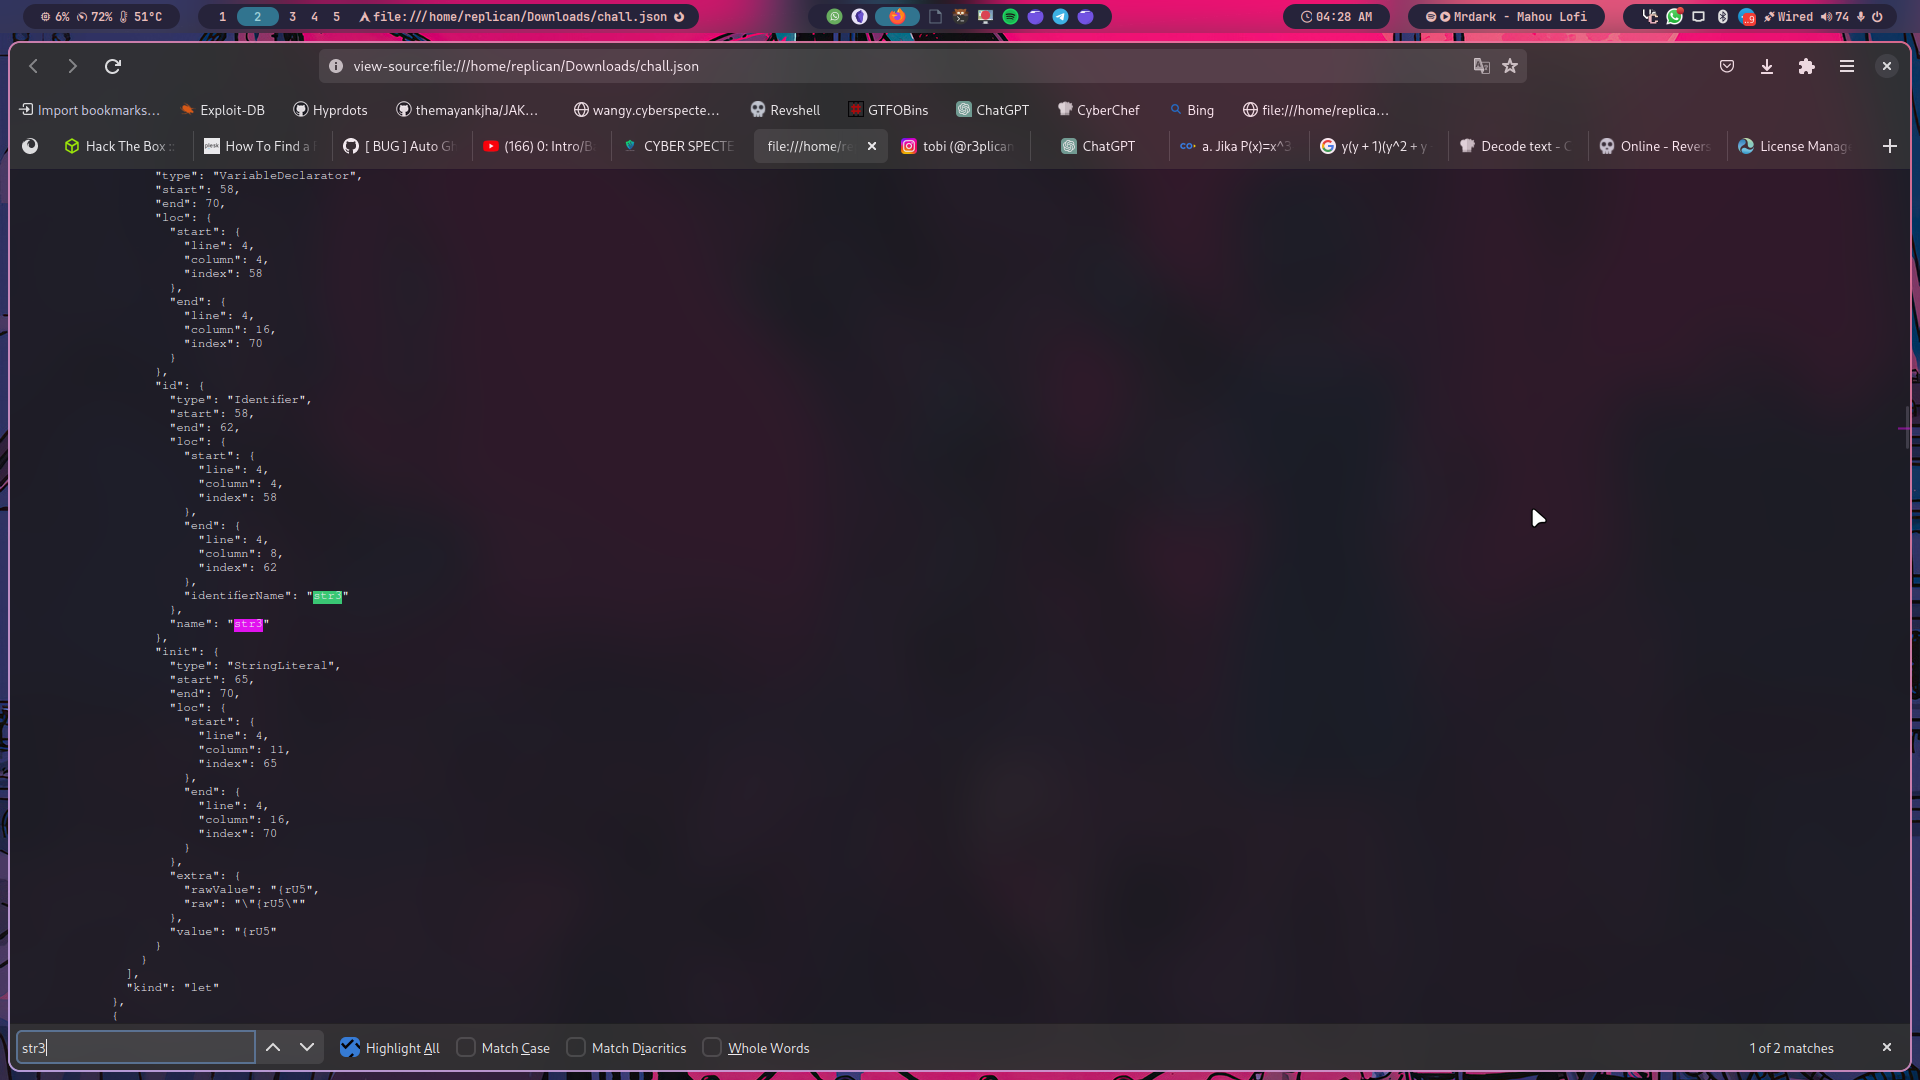 6% 72% 51°C
1 2 3 4 5 file:///home/replican/Downloads/chall.json
04:28 AM
Mrdark - Mahou Lofi
Wired 74
view-source:file:///home/replican/Downloads/chall.json
Import bookmarks... Exploit-DB Hyprdots themayankjha/JAK... wangy.cyberspecte... Revshell GTFOBins ChatGPT CyberChef Bing file:///home/replica...
Hack The Box :: How To Find a [ BUG ] Auto Gh (166) 0: Intro/B CYBER SPECTE file:///home/re tobi (@r3plican ChatGPT a. Jika P(x)=x^3 y(y + 1)(y^2 + y Decode text - C Online - Revers License Manag
"type": "VariableDeclarator",
"start": 58,
"end": 70,
"loc": {
"start": {
"line": 4,
"column": 4,
"index": 58
},
"end": {
"line": 4,
"column": 16,
"index": 70
}
},
"id": {
"type": "Identifier",
"start": 58,
"end": 62,
"loc": {
"start": {
"line": 4,
"column": 4,
"index": 58
},
"end": {
"line": 4,
"column": 8,
"index": 62
},
"identifierName": "str3"
},
"name": "str3"
},
"init": {
"type": "StringLiteral",
"start": 65,
"end": 70,
"loc": {
"start": {
"line": 4,
"column": 11,
"index": 65
},
"end": {
"line": 4,
"column": 16,
"index": 70
}
},
"extra": {
"rawValue": "{rU5",
"raw": "\"{rU5\""
},
"value": "{rU5"
}
}
],
"kind": "let"
},
{
str3 Highlight All Match Case Match Diacritics Whole Words 1 of 2 matches